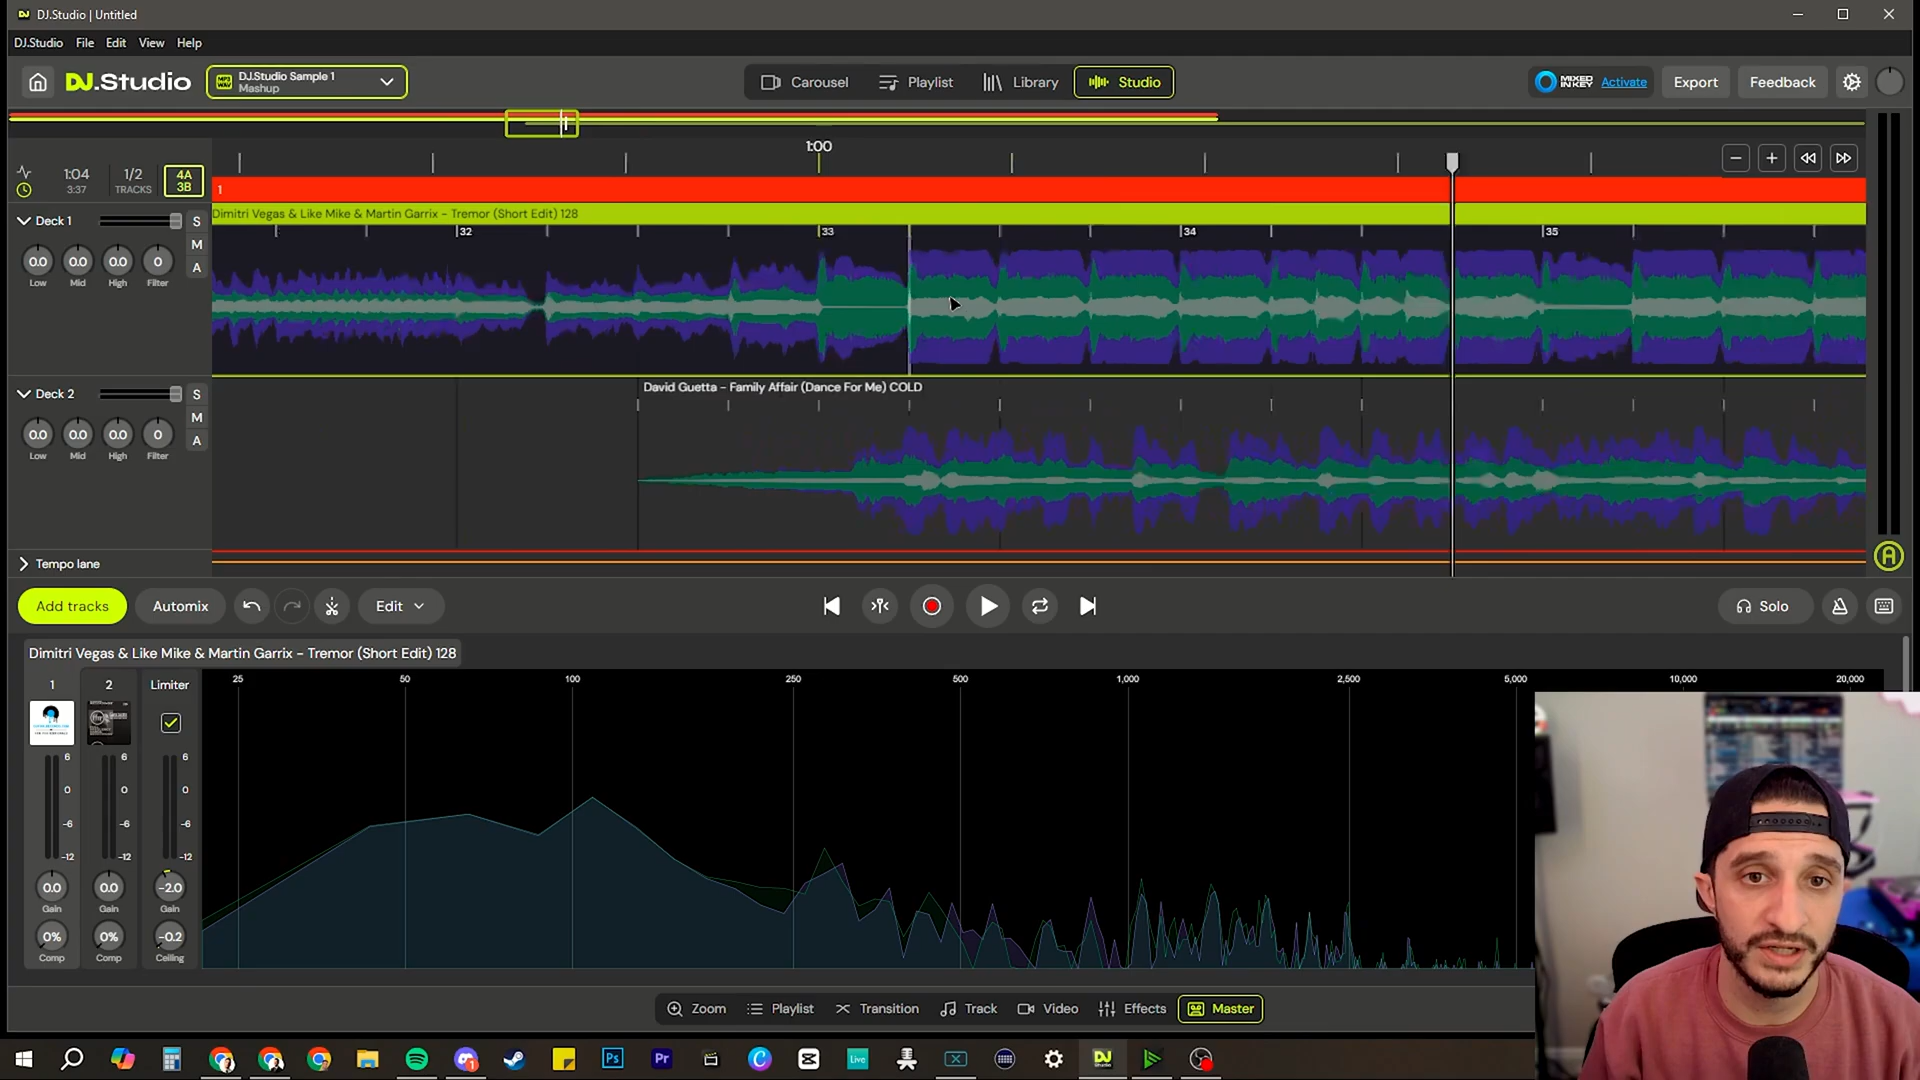 DJ.Studio | Untitled
DJ.Studio File Edit View Help
DJ.Studio
DJ.Studio Sample 1
Mashup
Carousel Playlist Library Studio
MIXED IN KEY Activate Export Feedback
1:00
1:04 1/2 4A
3:37 TRACKS 3B
1
Deck 1 S
Dimitri Vegas & Like Mike & Martin Garrix - Tremor (Short Edit) 128
32 33 34 35
M
A
0.0 0.0 0.0 0
Low Mid High Filter
Deck 2 S
David Guetta - Family Affair (Dance For Me) COLD
M
A
0.0 0.0 0.0 0
Low Mid High Filter
Tempo lane
A
Add tracks Automix Edit Solo
Dimitri Vegas & Like Mike & Martin Garrix - Tremor (Short Edit) 128
1 2 Limiter
25 50 100 250 500 1,000 2,500 5,000 10,000 20,000
6 6 6
0 0 0
-6 -6 -6
-12 -12 -12
0.0 0.0 -2.0
Gain Gain Gain
0% 0% -0.2
Comp Comp Ceiling
Zoom Playlist Transition Track Video Effects Master
Ps Pr Live DJ